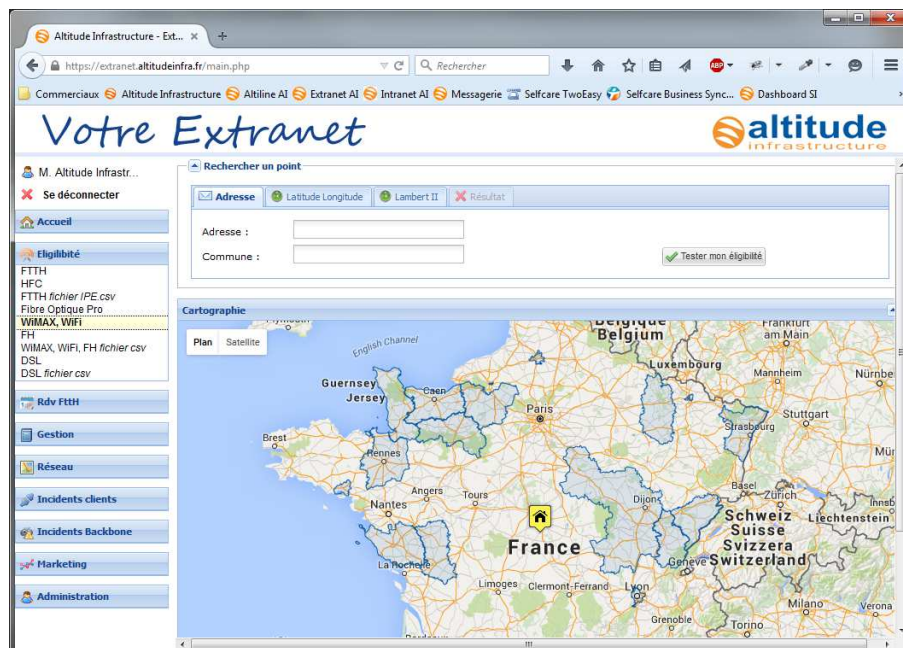 Altitude Infrastructure - Ext...
https://extranet.altitudeinfra.fr/main.php
Rechercher
ABP
Commerciaux Altitude Infrastructure Altiline AI Extranet AI Intranet AI Messagerie Selfcare TwoEasy Selfcare Business Sync... Dashboard SI
Votre Extranet
altitude
infrastructure
M. Altitude Infrastr...
Se déconnecter
Accueil
Eligilibité
FTTH
HFC
FTTH fichier IPE.csv
Fibre Optique Pro
WiMAX, WiFi
FH
WiMAX, WiFi, FH fichier csv
DSL
DSL fichier csv
Rdv FttH
Gestion
Réseau
Incidents clients
Incidents Backbone
Marketing
Administration
Rechercher un point
Adresse Latitude Longitude Lambert II Résultat
Adresse :
Commune :
Tester mon éligibilité
Cartographie
Plan Satellite
Belgique
Belgium
Frankfurt
am Main
English Channel
Luxembourg
Mannheim
Nürnbe
Guernsey
Jersey
Caen
Paris
Stuttgart
Strasbourg
Brest
Rennes
Mür
Angers
Tours
Nantes
Dijon
Basel
Zürich
Innsb
Schweiz
Suisse
Svizzera
Switzerland
Liechtenstein
France
La Rochelle
Genève
Limoges
Clermont-Ferrand
Lyon
Milano
Verona
Grenoble
Torino